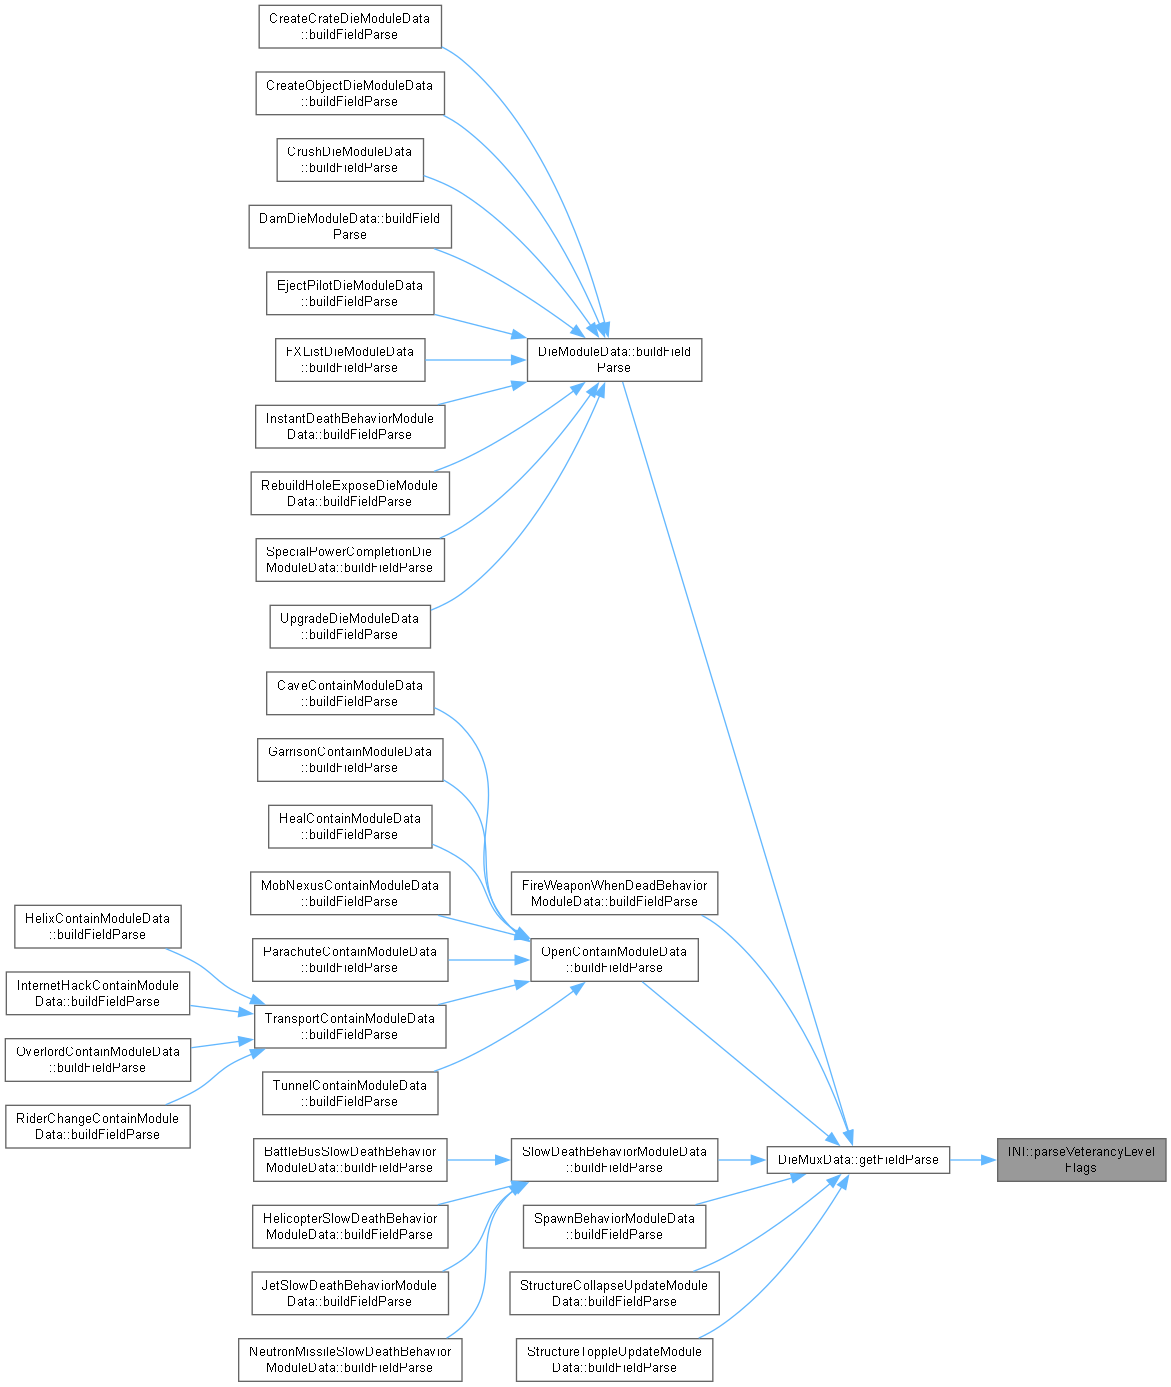 CreateCrateDieModuleData
::buildFieldParse
CreateObjectDieModuleData
::buildFieldParse
CrushDieModuleData
::buildFieldParse
DamDieModuleData::buildField
Parse
EjectPilotDieModuleData
::buildFieldParse
FXListDieModuleData
::buildFieldParse
DieModuleData::buildField
Parse
InstantDeathBehaviorModule
Data::buildFieldParse
RebuildHoleExposeDieModule
Data::buildFieldParse
SpecialPowerCompletionDie
ModuleData::buildFieldParse
UpgradeDieModuleData
::buildFieldParse
CaveContainModuleData
::buildFieldParse
GarrisonContainModuleData
::buildFieldParse
HealContainModuleData
::buildFieldParse
MobNexusContainModuleData
::buildFieldParse
FireWeaponWhenDeadBehavior
ModuleData::buildFieldParse
HelixContainModuleData
::buildFieldParse
ParachuteContainModuleData
::buildFieldParse
OpenContainModuleData
::buildFieldParse
InternetHackContainModule
Data::buildFieldParse
TransportContainModuleData
::buildFieldParse
OverlordContainModuleData
::buildFieldParse
TunnelContainModuleData
::buildFieldParse
RiderChangeContainModule
Data::buildFieldParse
BattleBusSlowDeathBehavior
ModuleData::buildFieldParse
SlowDeathBehaviorModuleData
::buildFieldParse
DieMuxData::getFieldParse
INI::parseVeterancyLevel
Flags
HelicopterSlowDeathBehavior
ModuleData::buildFieldParse
SpawnBehaviorModuleData
::buildFieldParse
JetSlowDeathBehaviorModule
Data::buildFieldParse
StructureCollapseUpdateModule
Data::buildFieldParse
NeutronMissileSlowDeathBehavior
ModuleData::buildFieldParse
StructureToppleUpdateModule
Data::buildFieldParse